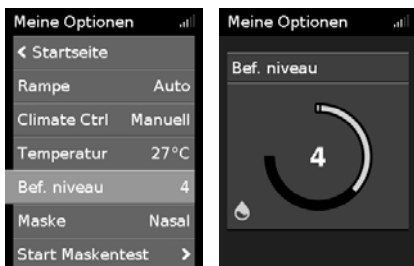 Meine Optionen
< Startseite
Rampe Auto
Climate Ctrl Manuell
Temperatur 27°C
Bef. niveau 4
Maske Nasal
Start Maskentest >
Meine Optionen
Bef. niveau
4